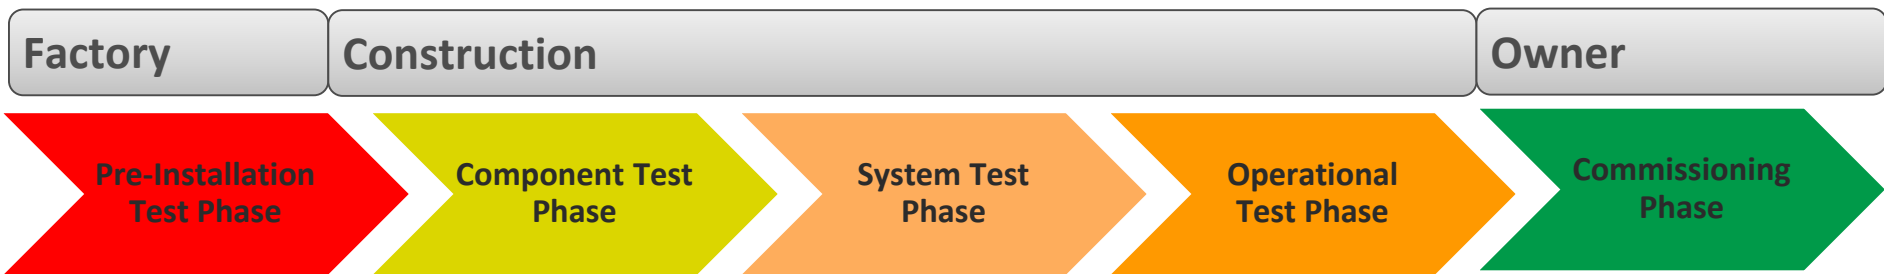 Factory
Construction
Owner
Pre-Installation
Test Phase
Component Test
Phase
System Test
Phase
Operational
Test Phase
Commissioning
Phase